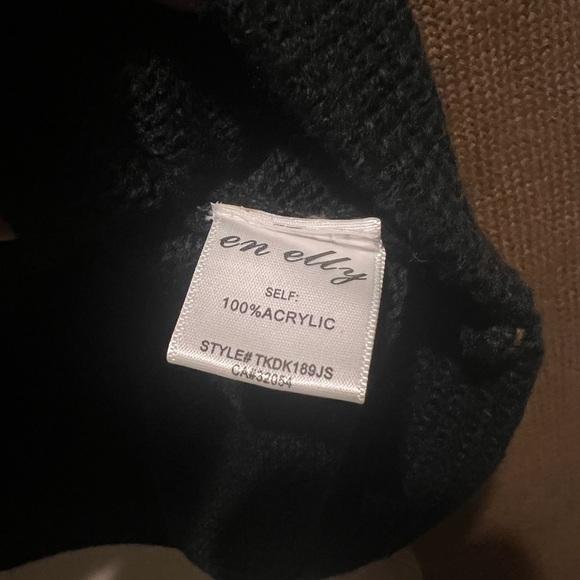 en elly
SELF:
100%ACRYLIC
STYLE# TKDK189JS
CA#32054